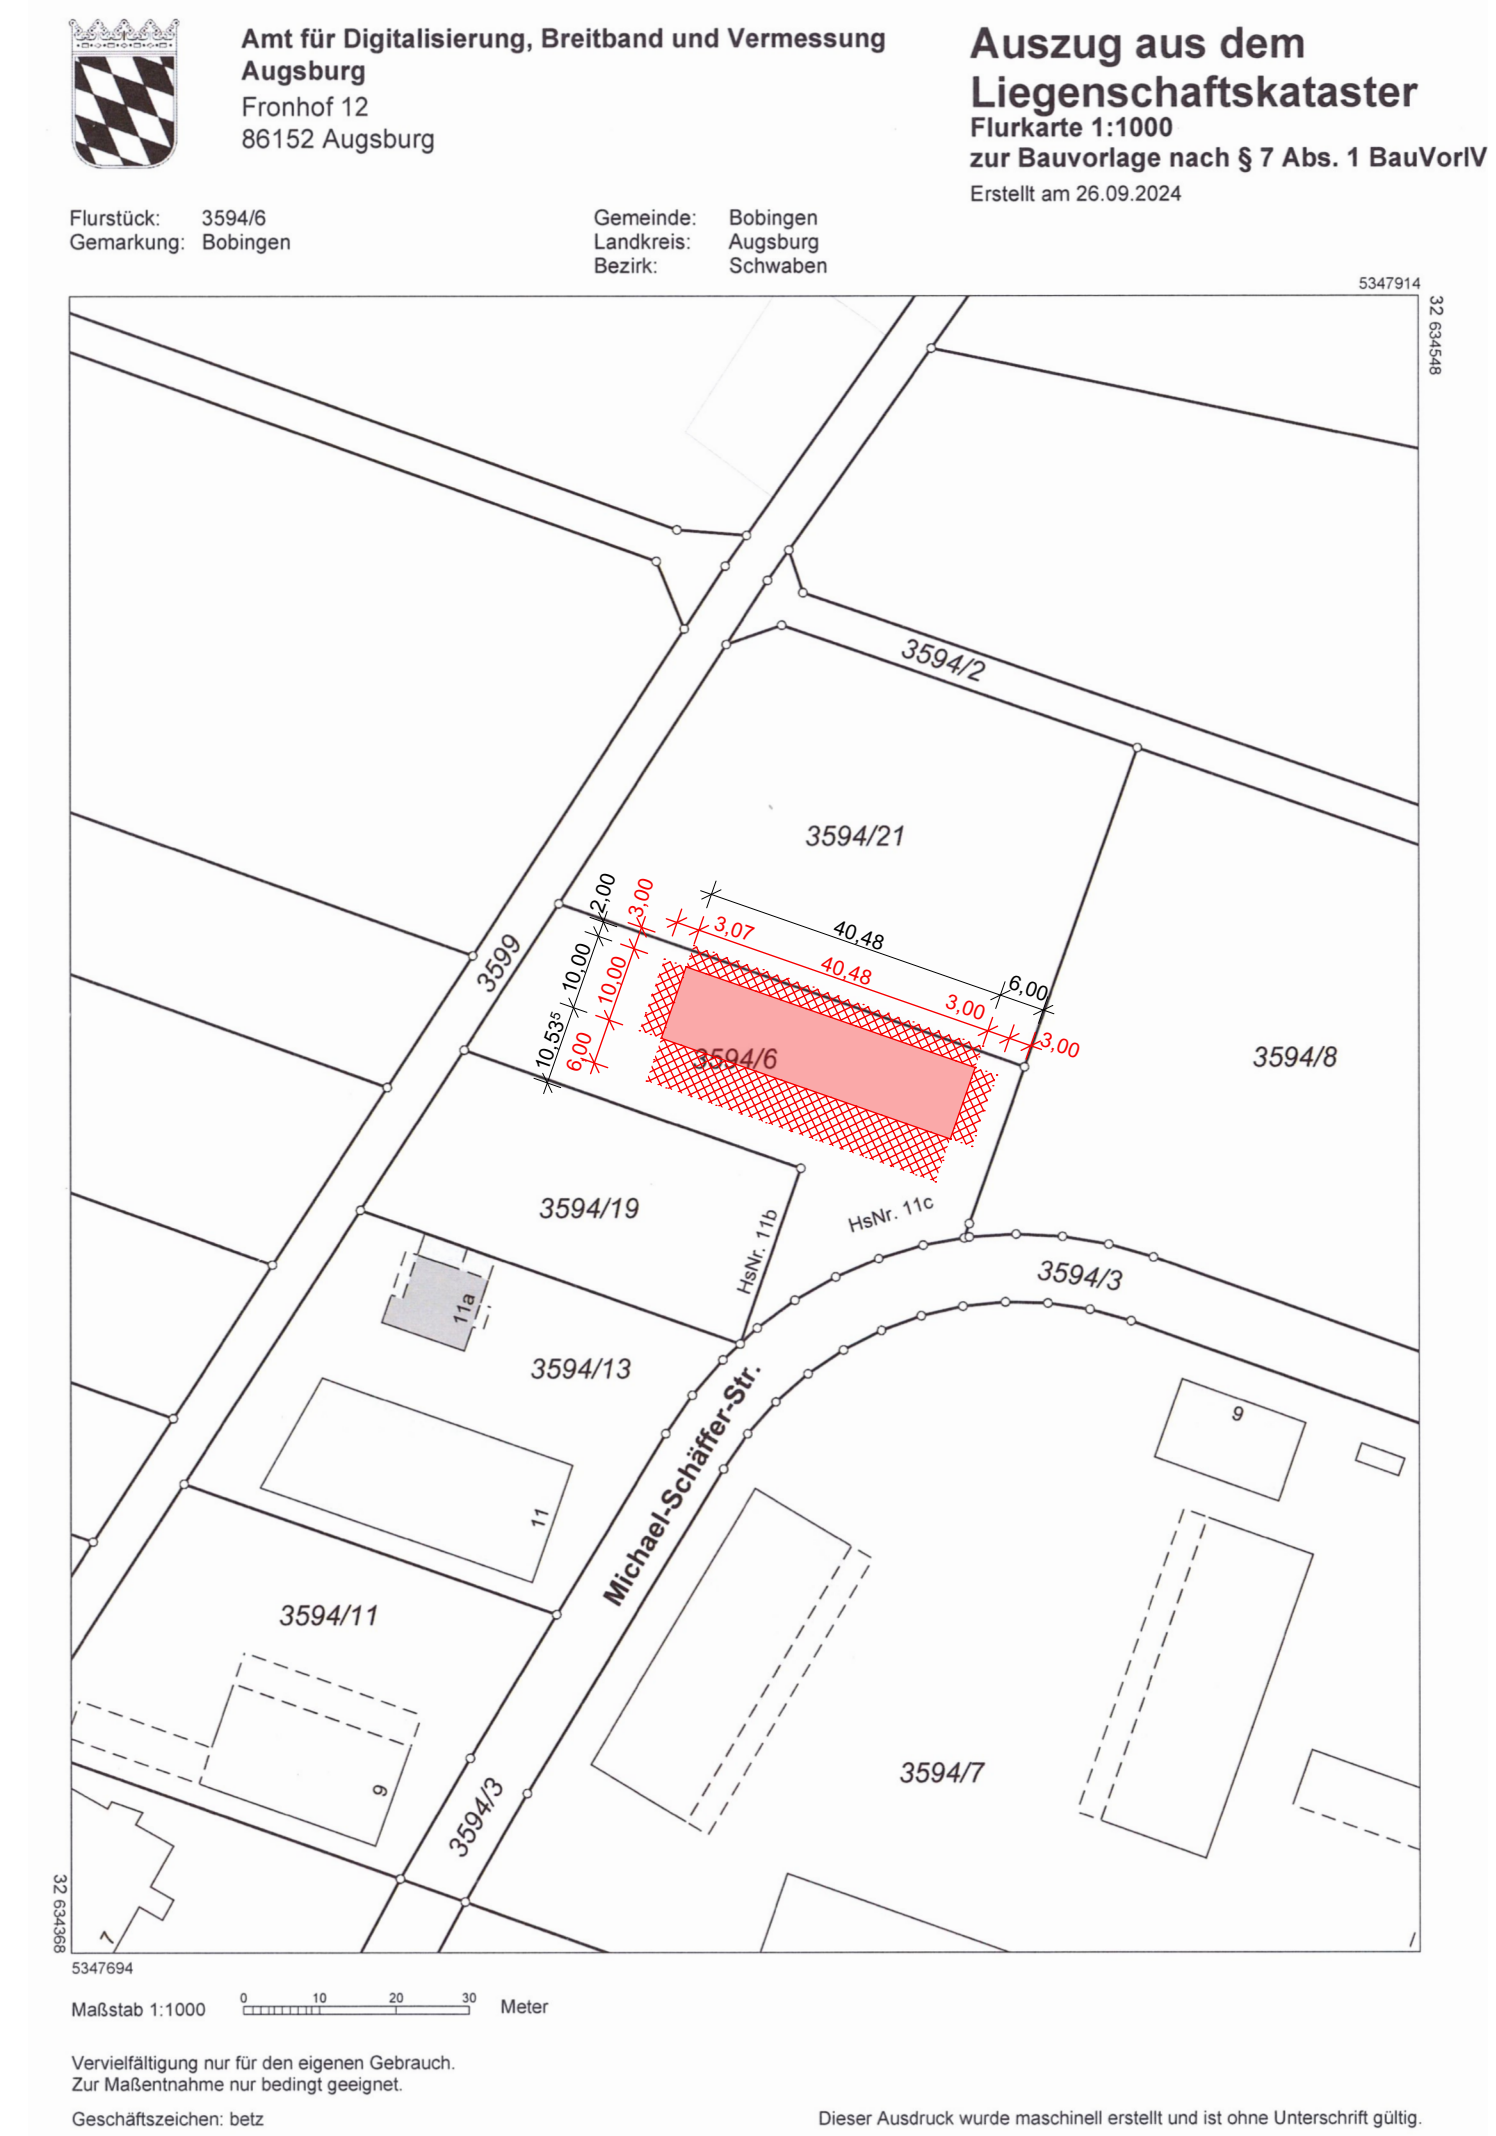 Amt für Digitalisierung, Breitband und Vermessung
Augsburg
Fronhof 12
86152 Augsburg
Auszug aus dem
Liegenschaftskataster
Flurkarte 1:1000
zur Bauvorlage nach § 7 Abs. 1 BauVorlV
Erstellt am 26.09.2024
Flurstück: 3594/6
Gemarkung: Bobingen
Gemeinde: Bobingen
Landkreis: Augsburg
Bezirk: Schwaben
5347914
32 634548
3594/2
3594/21
2,00
3,00
3,07
40,48
40,48
6,00
3,00
3,00
3599
10,00
10,00
10,53⁵
6,00
3594/6
3594/8
3594/19
HsNr. 11b
HsNr. 11c
3594/3
11a
3594/13
Michael-Schäffer-Str.
9
11
3594/11
9
3594/7
3594/3
7
32 634368
5347694
Maßstab 1:1000
0 10 20 30
Meter
Vervielfältigung nur für den eigenen Gebrauch.
Zur Maßentnahme nur bedingt geeignet.
Geschäftszeichen: betz
Dieser Ausdruck wurde maschinell erstellt und ist ohne Unterschrift gültig.